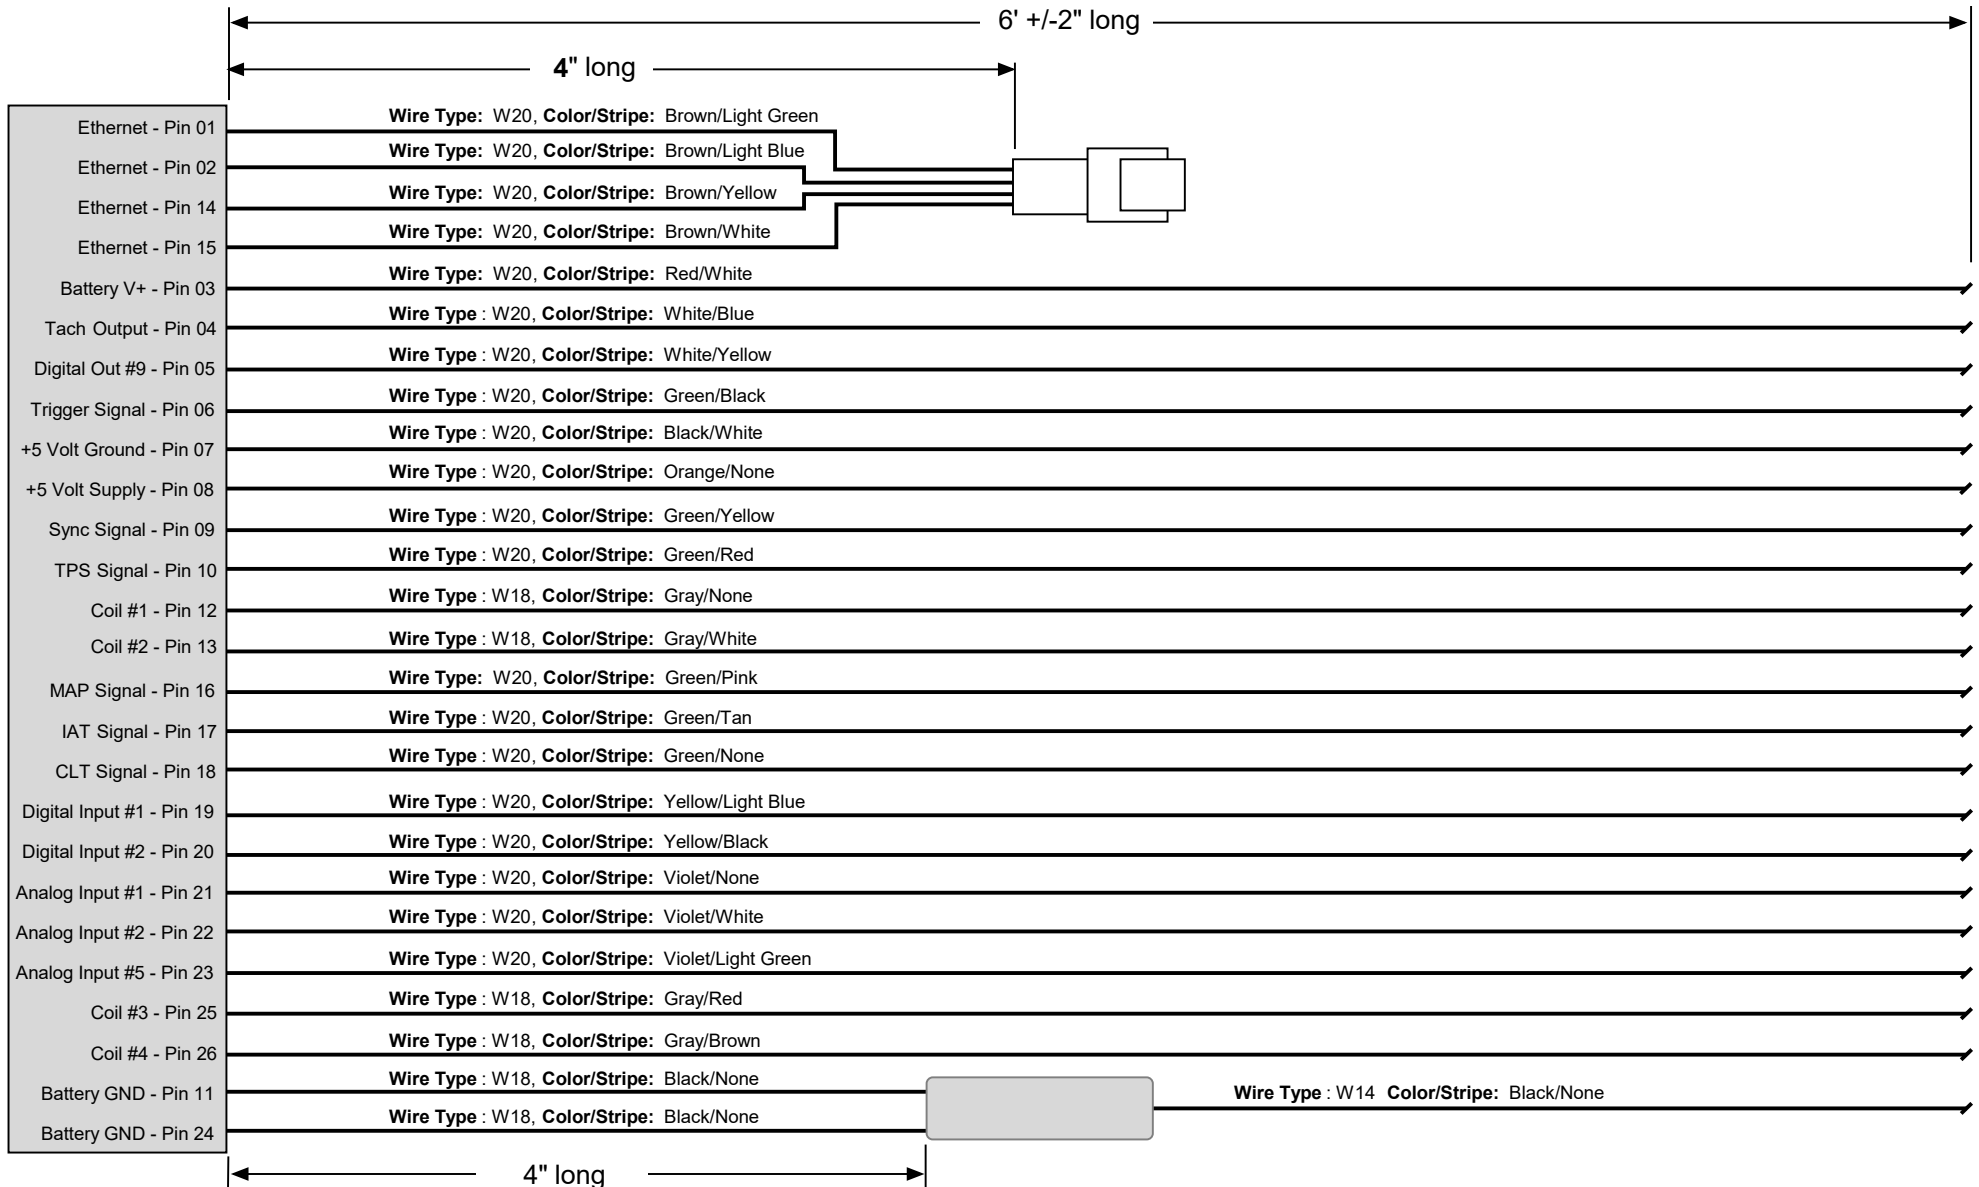 6' +/-2" long
4" long
Ethernet - Pin 01 Wire Type: W20, Color/Stripe: Brown/Light Green
Ethernet - Pin 02 Wire Type: W20, Color/Stripe: Brown/Light Blue
Ethernet - Pin 14 Wire Type: W20, Color/Stripe: Brown/Yellow
Ethernet - Pin 15 Wire Type: W20, Color/Stripe: Brown/White
Battery V+ - Pin 03 Wire Type: W20, Color/Stripe: Red/White
Tach Output - Pin 04 Wire Type : W20, Color/Stripe: White/Blue
Digital Out #9 - Pin 05 Wire Type : W20, Color/Stripe: White/Yellow
Trigger Signal - Pin 06 Wire Type : W20, Color/Stripe: Green/Black
+5 Volt Ground - Pin 07 Wire Type : W20, Color/Stripe: Black/White
+5 Volt Supply - Pin 08 Wire Type : W20, Color/Stripe: Orange/None
Sync Signal - Pin 09 Wire Type : W20, Color/Stripe: Green/Yellow
TPS Signal - Pin 10 Wire Type : W20, Color/Stripe: Green/Red
Coil #1 - Pin 12 Wire Type : W18, Color/Stripe: Gray/None
Coil #2 - Pin 13 Wire Type : W18, Color/Stripe: Gray/White
MAP Signal - Pin 16 Wire Type: W20, Color/Stripe: Green/Pink
IAT Signal - Pin 17 Wire Type : W20, Color/Stripe: Green/Tan
CLT Signal - Pin 18 Wire Type : W20, Color/Stripe: Green/None
Digital Input #1 - Pin 19 Wire Type : W20, Color/Stripe: Yellow/Light Blue
Digital Input #2 - Pin 20 Wire Type : W20, Color/Stripe: Yellow/Black
Analog Input #1 - Pin 21 Wire Type : W20, Color/Stripe: Violet/None
Analog Input #2 - Pin 22 Wire Type : W20, Color/Stripe: Violet/White
Analog Input #5 - Pin 23 Wire Type : W20, Color/Stripe: Violet/Light Green
Coil #3 - Pin 25 Wire Type : W18, Color/Stripe: Gray/Red
Coil #4 - Pin 26 Wire Type : W18, Color/Stripe: Gray/Brown
Battery GND - Pin 11 Wire Type : W18, Color/Stripe: Black/None
Wire Type : W14 Color/Stripe: Black/None
Battery GND - Pin 24 Wire Type : W18, Color/Stripe: Black/None
4" long